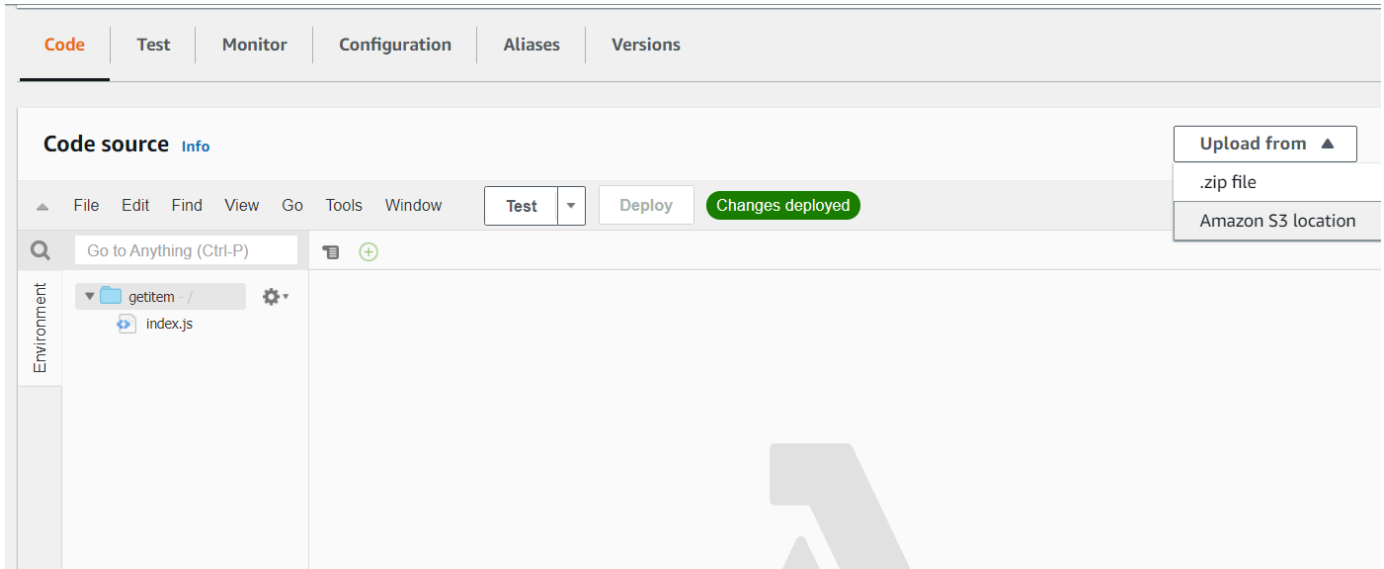 Code Test Monitor Configuration Aliases Versions
Code source Info
Upload from
.zip file
Amazon S3 location
File Edit Find View Go Tools Window Test Deploy Changes deployed
Go to Anything (Ctrl-P)
Environment
getitem - /
index.js